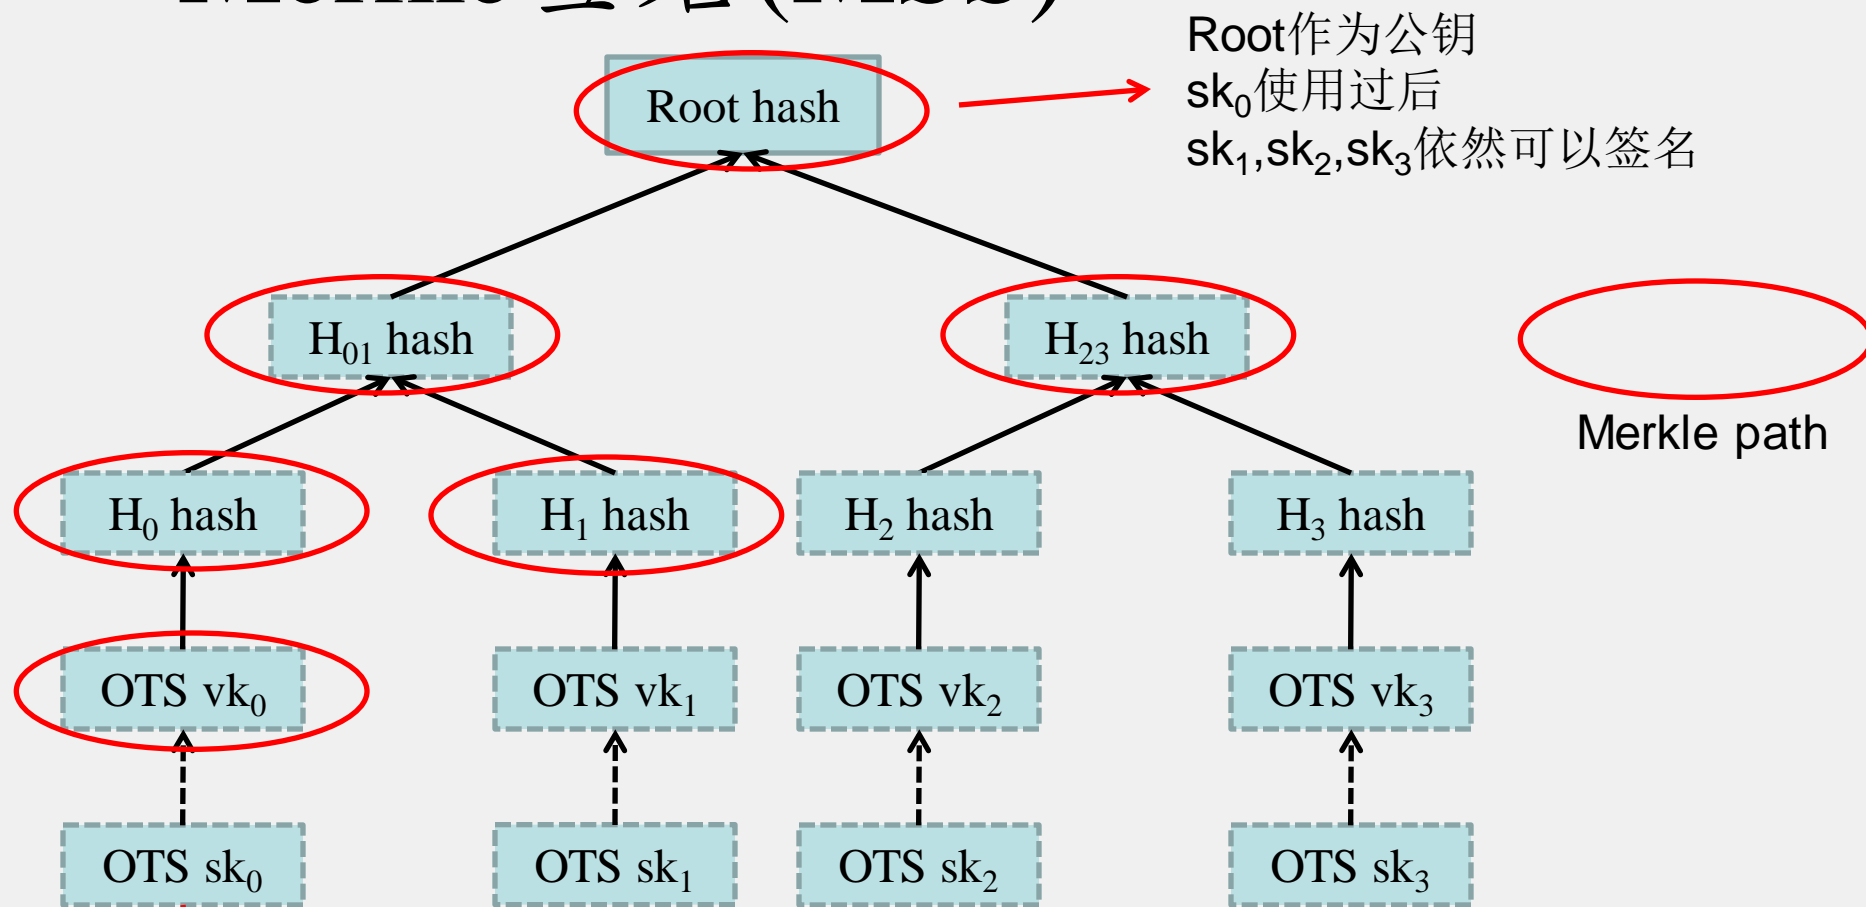 Root作为公钥
sk₀使用过后
sk₁,sk₂,sk₃依然可以签名
Root hash
H₀₁ hash
H₂₃ hash
Merkle path
H₀ hash
H₁ hash
H₂ hash
H₃ hash
OTS vk₀
OTS vk₁
OTS vk₂
OTS vk₃
OTS sk₀
OTS sk₁
OTS sk₂
OTS sk₃